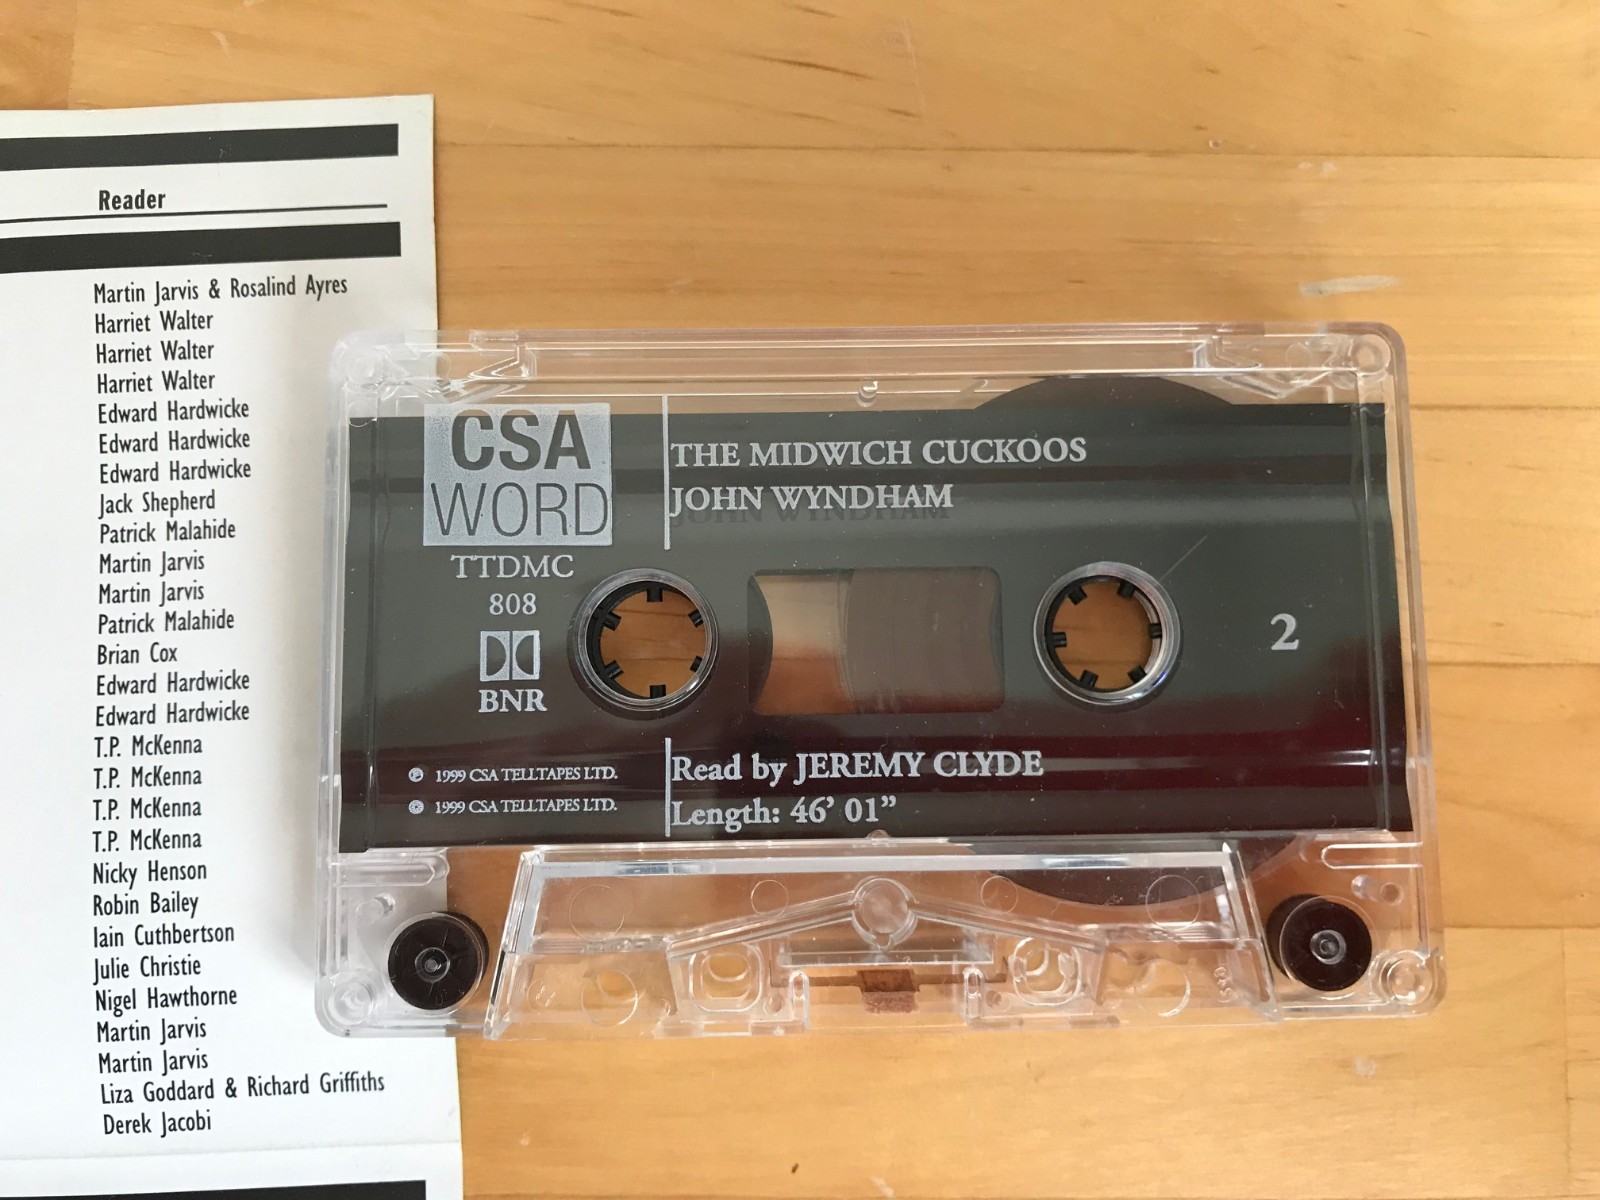 Reader
Martin Jarvis & Rosalind Ayres
Harriet Walter
Harriet Walter
Harriet Walter
Edward Hardwicke
Edward Hardwicke
Edward Hardwicke
Jack Shepherd
Patrick Malahide
Martin Jarvis
Martin Jarvis
Patrick Malahide
Brian Cox
Edward Hardwicke
Edward Hardwicke
T.P. McKenna
T.P. McKenna
T.P. McKenna
T.P. McKenna
Nicky Henson
Robin Bailey
Iain Cuthbertson
Julie Christie
Nigel Hawthorne
Martin Jarvis
Martin Jarvis
Liza Goddard & Richard Griffiths
Derek Jacobi
CSA
WORD
TTDMC
808
BNR
THE MIDWICH CUCKOOS
JOHN WYNDHAM
2
℗ 1999 CSA TELLTAPES LTD.
© 1999 CSA TELLTAPES LTD.
Read by JEREMY CLYDE
Length: 46’ 01”